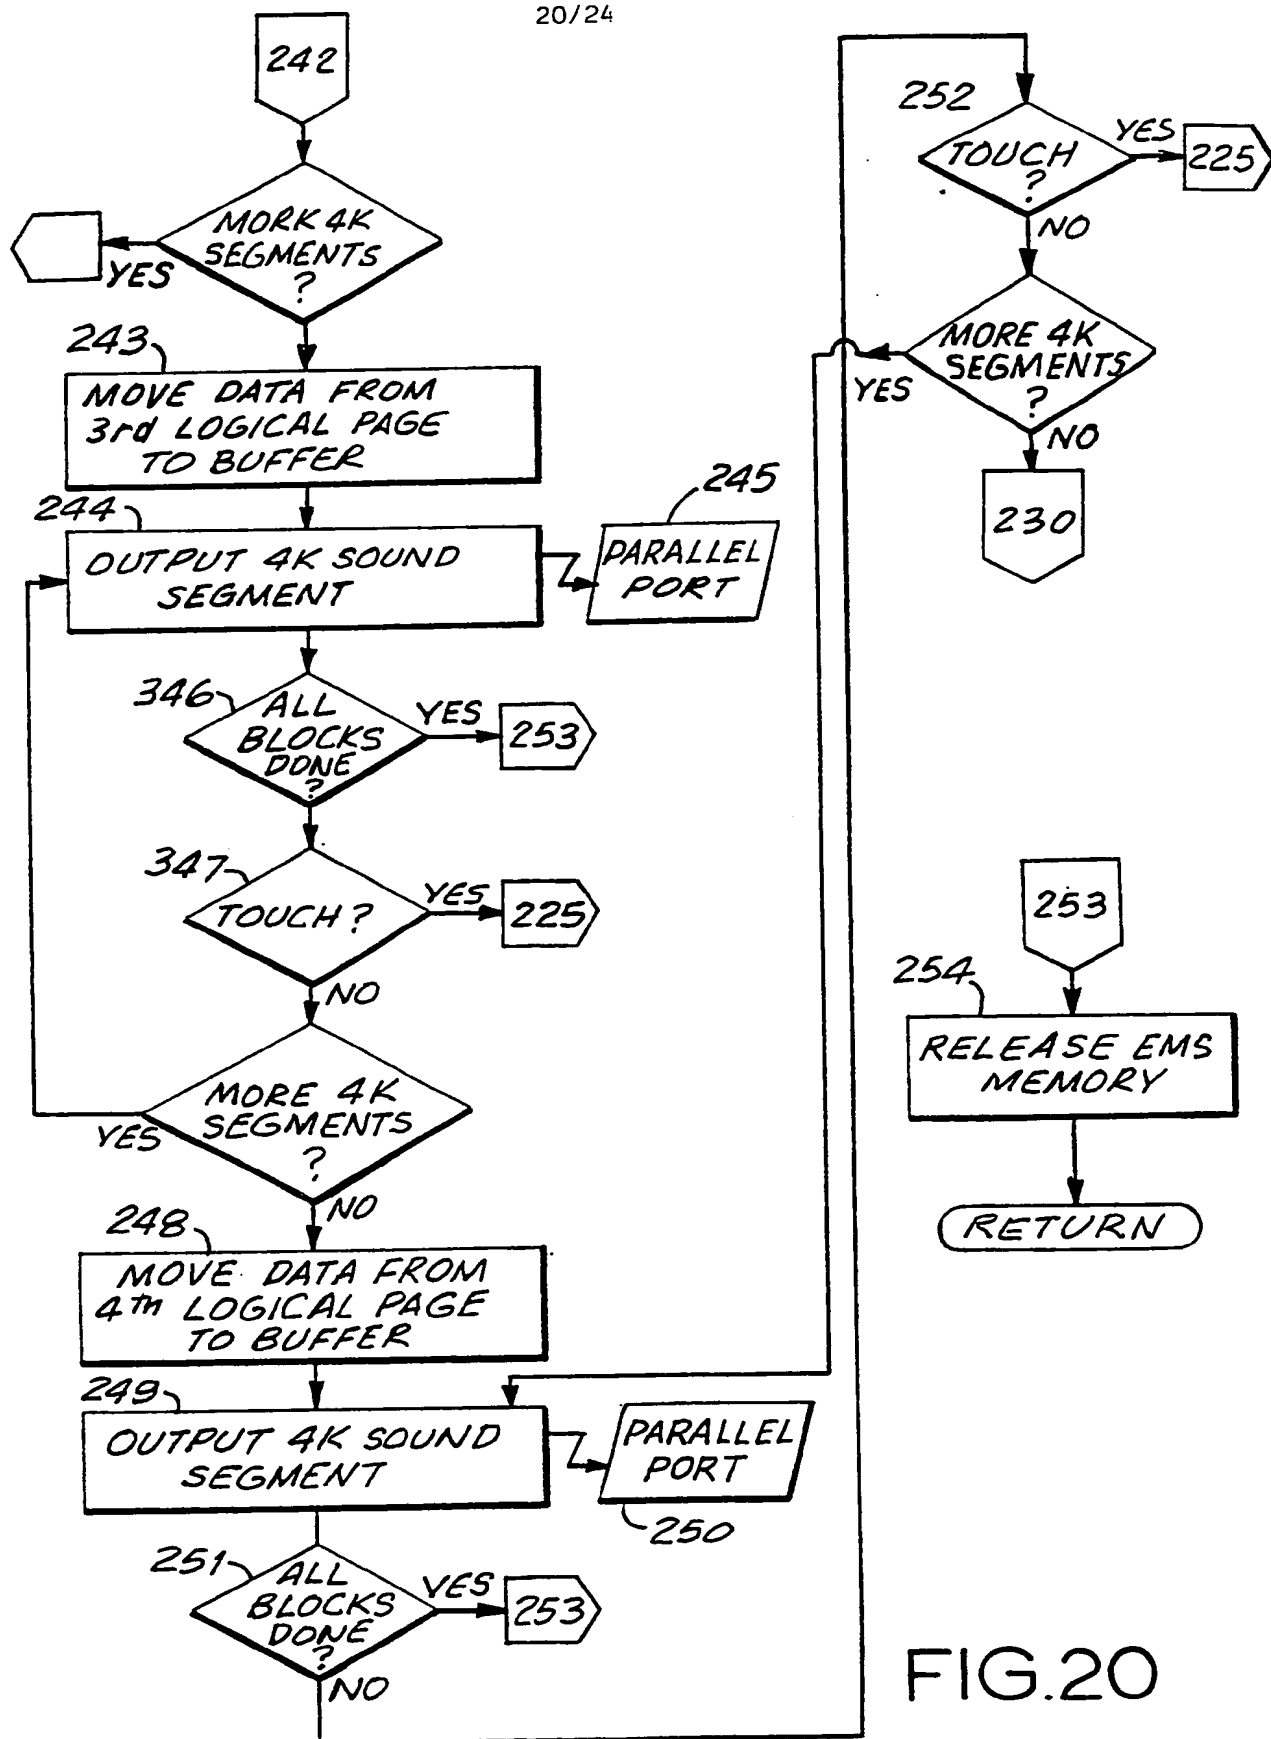 20/24
242
MORK 4K
SEGMENTS
?
YES
243
MOVE DATA FROM
3rd LOGICAL PAGE
TO BUFFER
244
OUTPUT 4K SOUND
SEGMENT
245
PARALLEL
PORT
346
ALL
BLOCKS
DONE
?
YES
253
347
TOUCH?
YES
225
NO
MORE 4K
SEGMENTS
?
YES
NO
248
MOVE DATA FROM
4TH LOGICAL PAGE
TO BUFFER
249
OUTPUT 4K SOUND
SEGMENT
PARALLEL
PORT
250
251
ALL
BLOCKS
DONE
?
YES
253
NO
252
TOUCH
?
YES
225
NO
MORE 4K
SEGMENTS
?
YES
NO
230
253
254
RELEASE EMS
MEMORY
RETURN
FIG.20